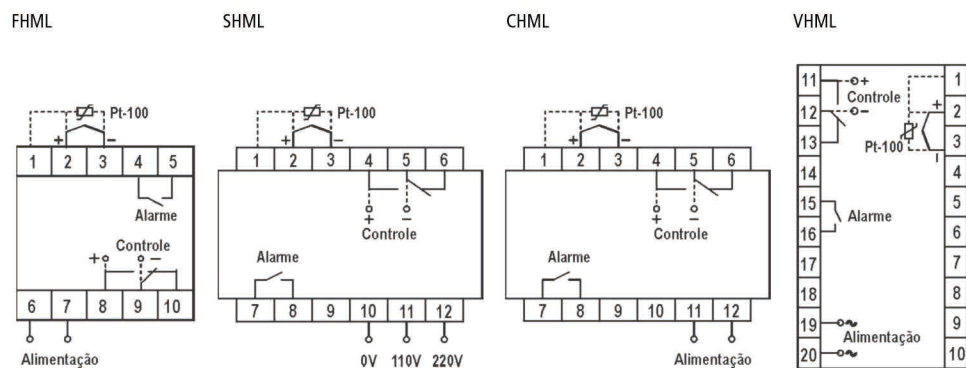 FHML
SHML
CHML
VHML
Pt-100
+ −
1 2 3 4 5
Alarme
Controle
+ −
6 7 8 9 10
Alimentação
Pt-100
+ −
1 2 3 4 5 6
+ −
Controle
Alarme
7 8 9 10 11 12
0V 110V 220V
Pt-100
+ −
1 2 3 4 5 6
+ −
Controle
Alarme
7 8 9 10 11 12
Alimentação
11 + 1
Controle
12 − + 2
13 Pt-100 − 3
14 4
15 5
Alarme
16 6
17 7
18 8
19 ~ 9
Alimentação
20 ~ 10